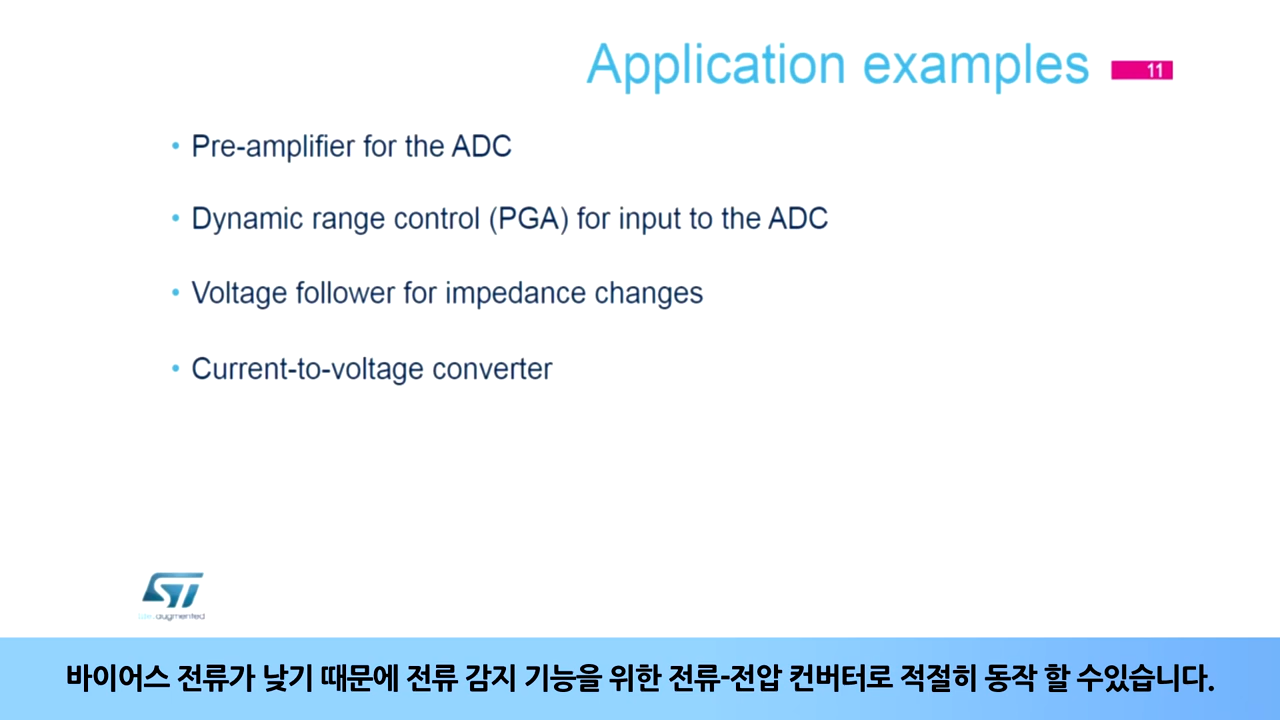 Application examples
11
• Pre-amplifier for the ADC
• Dynamic range control (PGA) for input to the ADC
• Voltage follower for impedance changes
• Current-to-voltage converter
ST
life.augmented
바이어스 전류가 낮기 때문에 전류 감지 기능을 위한 전류-전압 컨버터로 적절히 동작 할 수있습니다.